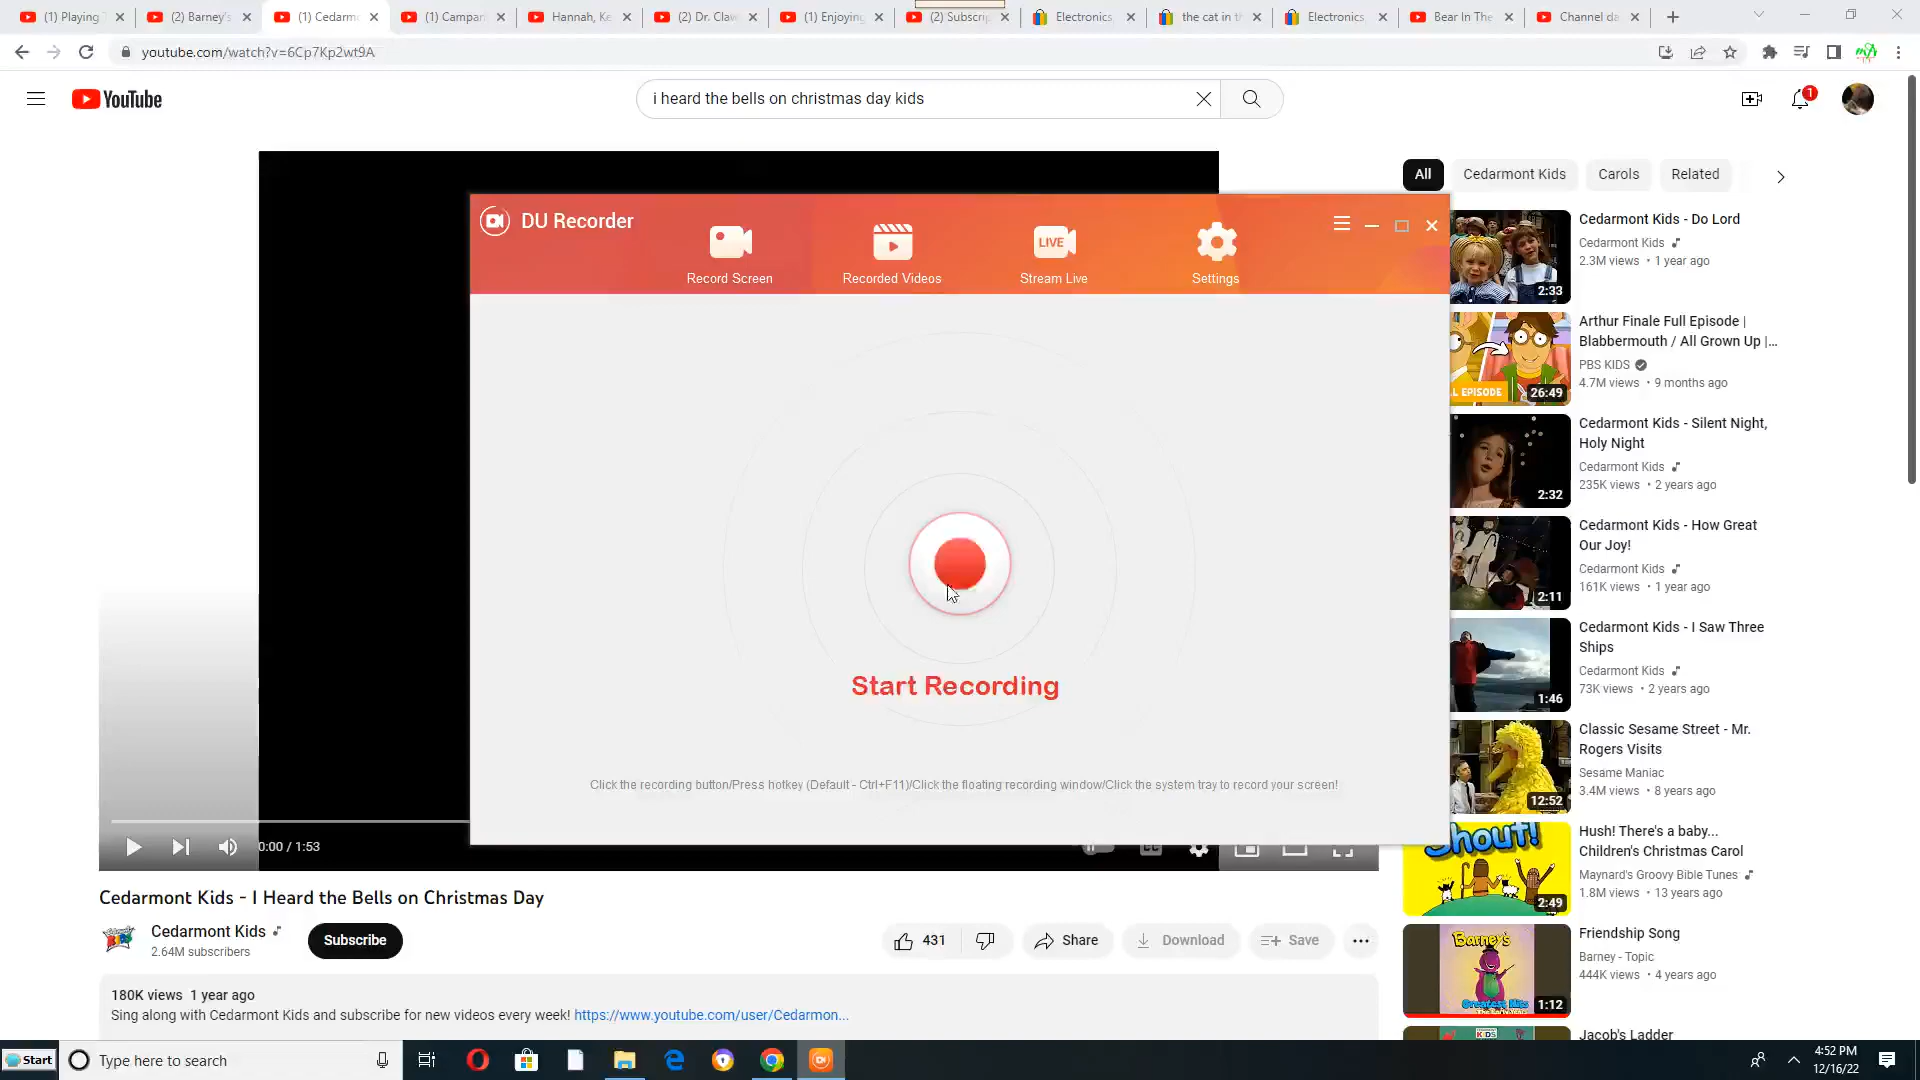 (1) Playing
(2) Barney's
(1) Cedarm
(1) Campar
Hannah, Ke
(2) Dr. Claw
(1) Enjoying
(2) Subscrip
Electronics
the cat in th
Electronics
Bear In The
Channel da
youtube.com/watch?v=6Cp7Kp2wt9A
YouTube
i heard the bells on christmas day kids
1
All
Cedarmont Kids
Carols
Related
DU Recorder
Record Screen
Recorded Videos
LIVE
Stream Live
Settings
Start Recording
Click the recording button/Press hotkey (Default - Ctrl+F11)/Click the floating recording window/Click the system tray to record your screen!
0:00 / 1:53
Cedarmont Kids - I Heard the Bells on Christmas Day
Cedarmont Kids
2.64M subscribers
Subscribe
431
Share
Download
Save
180K views 1 year ago
Sing along with Cedarmont Kids and subscribe for new videos every week! https://www.youtube.com/user/Cedarmon...
2:33
Cedarmont Kids - Do Lord
Cedarmont Kids
2.3M views • 1 year ago
L EPISODE
26:49
Arthur Finale Full Episode |
Blabbermouth / All Grown Up |...
PBS KIDS
4.7M views • 9 months ago
2:32
Cedarmont Kids - Silent Night,
Holy Night
Cedarmont Kids
235K views • 2 years ago
2:11
Cedarmont Kids - How Great
Our Joy!
Cedarmont Kids
161K views • 1 year ago
1:46
Cedarmont Kids - I Saw Three
Ships
Cedarmont Kids
73K views • 2 years ago
12:52
Classic Sesame Street - Mr.
Rogers Visits
Sesame Maniac
3.4M views • 8 years ago
Shout!
2:49
Hush! There's a baby...
Children's Christmas Carol
Maynard's Groovy Bible Tunes
1.8M views • 13 years ago
Barney's
Greatest Hits
1:12
Friendship Song
Barney - Topic
444K views • 4 years ago
KIDS
Jacob's Ladder
Start
Type here to search
4:52 PM
12/16/22